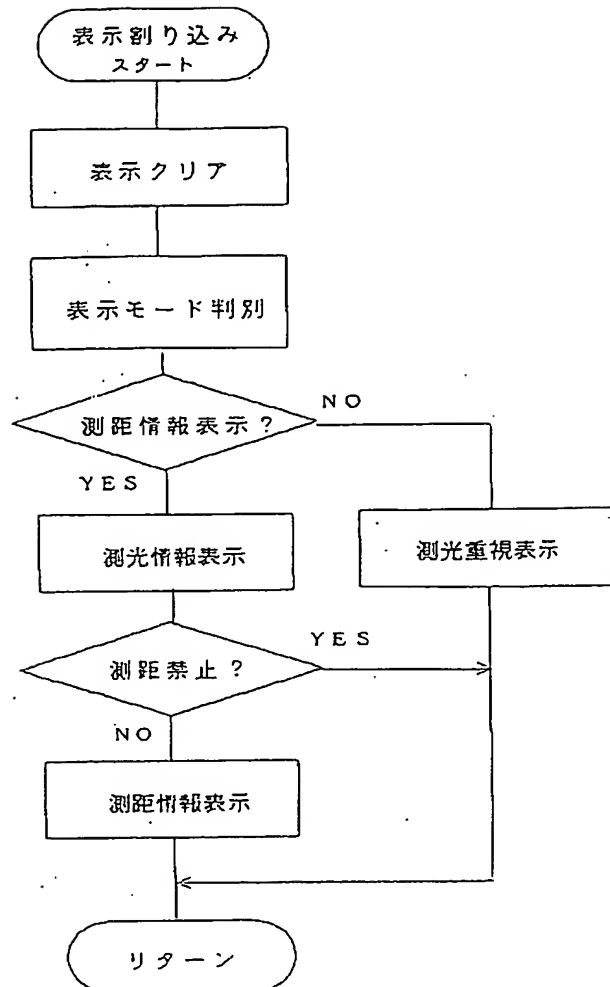 表示割り込み
スタート
表示クリア
表示モード判別
測距情報表示?
NO
YES
測光情報表示
測光重視表示
測距禁止?
YES
NO
測距情報表示
リターン